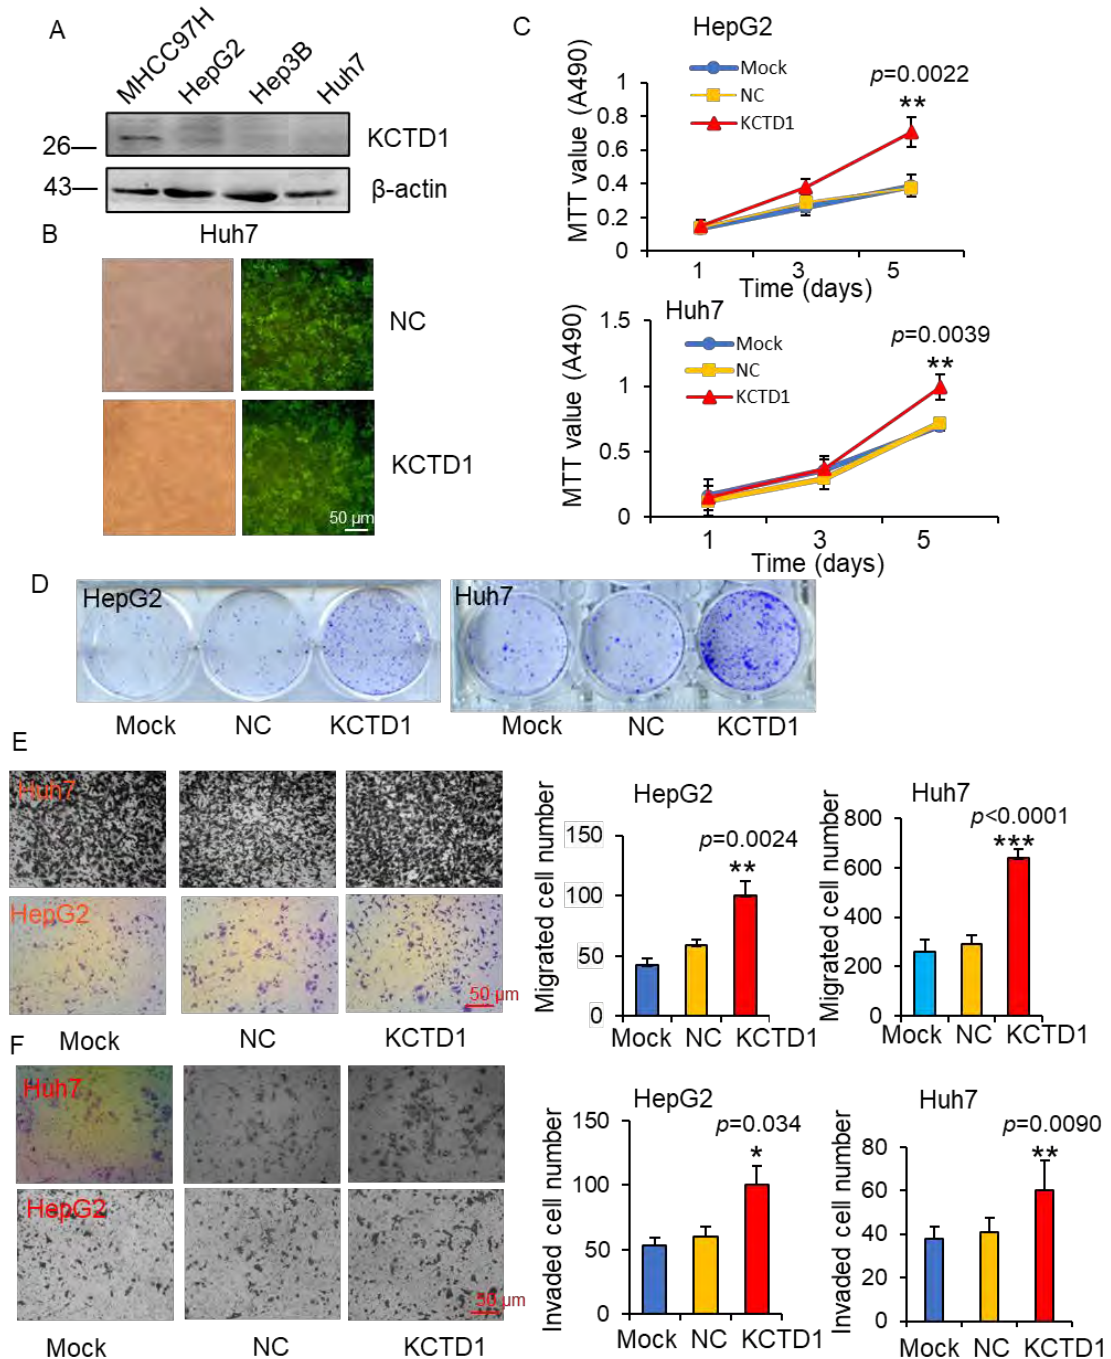 A
MHCC97H
HepG2
Hep3B
Huh7
26
KCTD1
43
β-actin
B
Huh7
NC
KCTD1
50 µm
C
HepG2
Mock
NC
KCTD1
p=0.0022
**
MTT value (A490)
1
0.8
0.6
0.4
0.2
0
1
3
5
Time (days)
Huh7
Mock
NC
KCTD1
p=0.0039
**
MTT value (A490)
1.5
1
0.5
0
1
3
5
Time (days)
D
HepG2
Mock
NC
KCTD1
Huh7
Mock
NC
KCTD1
E
Huh7
HepG2
50 µm
Mock
NC
KCTD1
HepG2
p=0.0024
**
Migrated cell number
150
100
50
0
Mock
NC
KCTD1
Huh7
p<0.0001
***
Migrated cell number
800
600
400
200
0
Mock
NC
KCTD1
F
Huh7
HepG2
50 µm
Mock
NC
KCTD1
HepG2
p=0.034
*
Invaded cell number
150
100
50
0
Mock
NC
KCTD1
Huh7
p=0.0090
**
Invaded cell number
80
60
40
20
0
Mock
NC
KCTD1